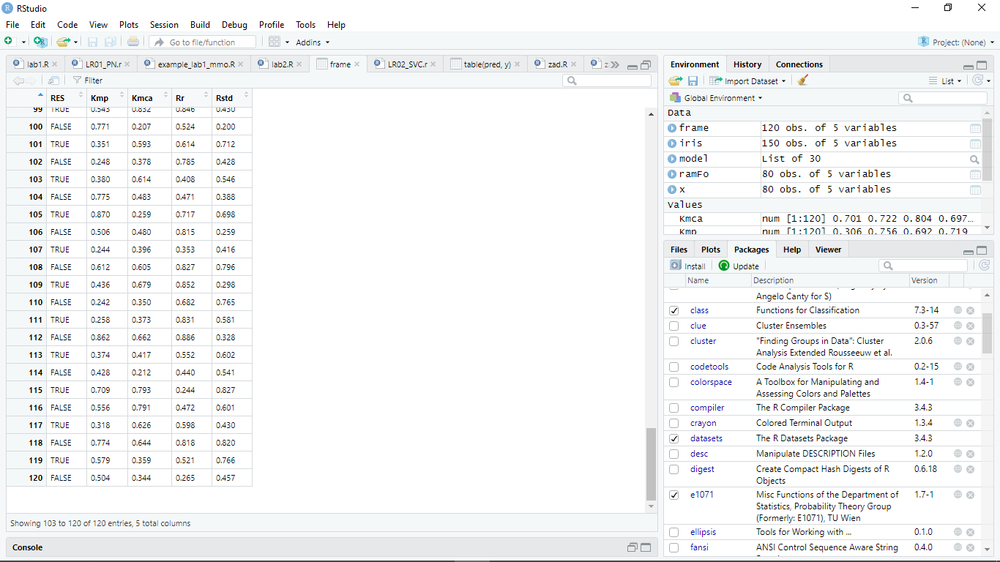 RStudio
File Edit Code View Plots Session Build Debug Profile Tools Help
Go to file/function Addins Project: (None)
lab1.R LR01_PN.r example_lab1_mmo.R lab2.R frame LR02_SVC.r table(pred, y) zad.R z
Filter
RES Kmp Kmca Rr Rstd
99 TRUE 0.543 0.832 0.846 0.430
100 FALSE 0.771 0.207 0.524 0.200
101 TRUE 0.351 0.593 0.614 0.712
102 FALSE 0.248 0.378 0.785 0.428
103 TRUE 0.380 0.614 0.408 0.546
104 FALSE 0.775 0.483 0.471 0.388
105 TRUE 0.870 0.259 0.717 0.698
106 FALSE 0.506 0.480 0.815 0.259
107 TRUE 0.244 0.396 0.353 0.416
108 FALSE 0.612 0.605 0.827 0.796
109 TRUE 0.436 0.679 0.852 0.298
110 FALSE 0.242 0.350 0.682 0.765
111 TRUE 0.258 0.373 0.831 0.581
112 FALSE 0.862 0.662 0.886 0.328
113 TRUE 0.374 0.417 0.552 0.602
114 FALSE 0.428 0.212 0.440 0.541
115 TRUE 0.709 0.793 0.244 0.827
116 FALSE 0.556 0.791 0.472 0.601
117 TRUE 0.318 0.626 0.598 0.430
118 FALSE 0.774 0.644 0.818 0.820
119 TRUE 0.579 0.359 0.521 0.766
120 FALSE 0.504 0.344 0.265 0.457
Showing 103 to 120 of 120 entries, 5 total columns
Console
Environment History Connections
Import Dataset List
Global Environment
Data
frame 120 obs. of 5 variables
iris 150 obs. of 5 variables
model List of 30
ramFo 80 obs. of 5 variables
x 80 obs. of 5 variables
Values
Kmca num [1:120] 0.701 0.722 0.804 0.697...
Kmp num [1:120] 0.306 0.756 0.692 0.719
Files Plots Packages Help Viewer
Install Update
Name Description Version
Angelo Canty for S)
class Functions for Classification 7.3-14
clue Cluster Ensembles 0.3-57
cluster "Finding Groups in Data": Cluster 2.0.6
Analysis Extended Rousseeuw et al.
codetools Code Analysis Tools for R 0.2-15
colorspace A Toolbox for Manipulating and 1.4-1
Assessing Colors and Palettes
compiler The R Compiler Package 3.4.3
crayon Colored Terminal Output 1.3.4
datasets The R Datasets Package 3.4.3
desc Manipulate DESCRIPTION Files 1.2.0
digest Create Compact Hash Digests of R 0.6.18
Objects
e1071 Misc Functions of the Department of 1.7-1
Statistics, Probability Theory Group
(Formerly: E1071), TU Wien
ellipsis Tools for Working with ... 0.1.0
fansi ANSI Control Sequence Aware String 0.4.0